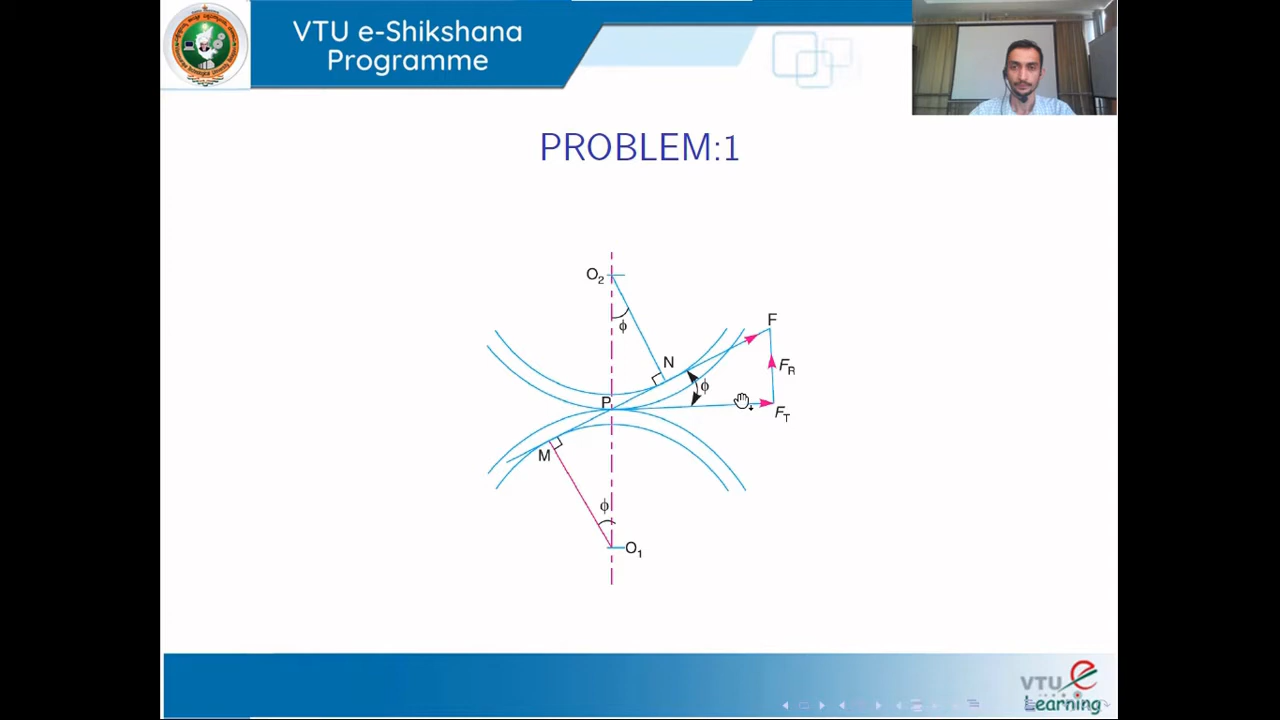 VTU e-Shikshana
Programme
PROBLEM:1
O2
ϕ
F
N
FR
ϕ
P
FT
M
ϕ
O1
VTU e
Learning